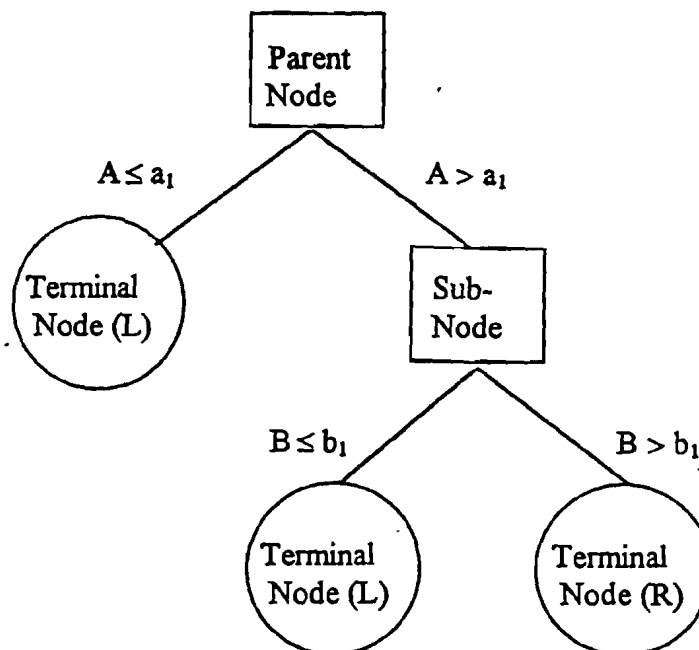 Parent
Node
A ≤ a₁
A > a₁
Terminal
Node (L)
Sub-
Node
B ≤ b₁
B > b₁
Terminal
Node (L)
Terminal
Node (R)